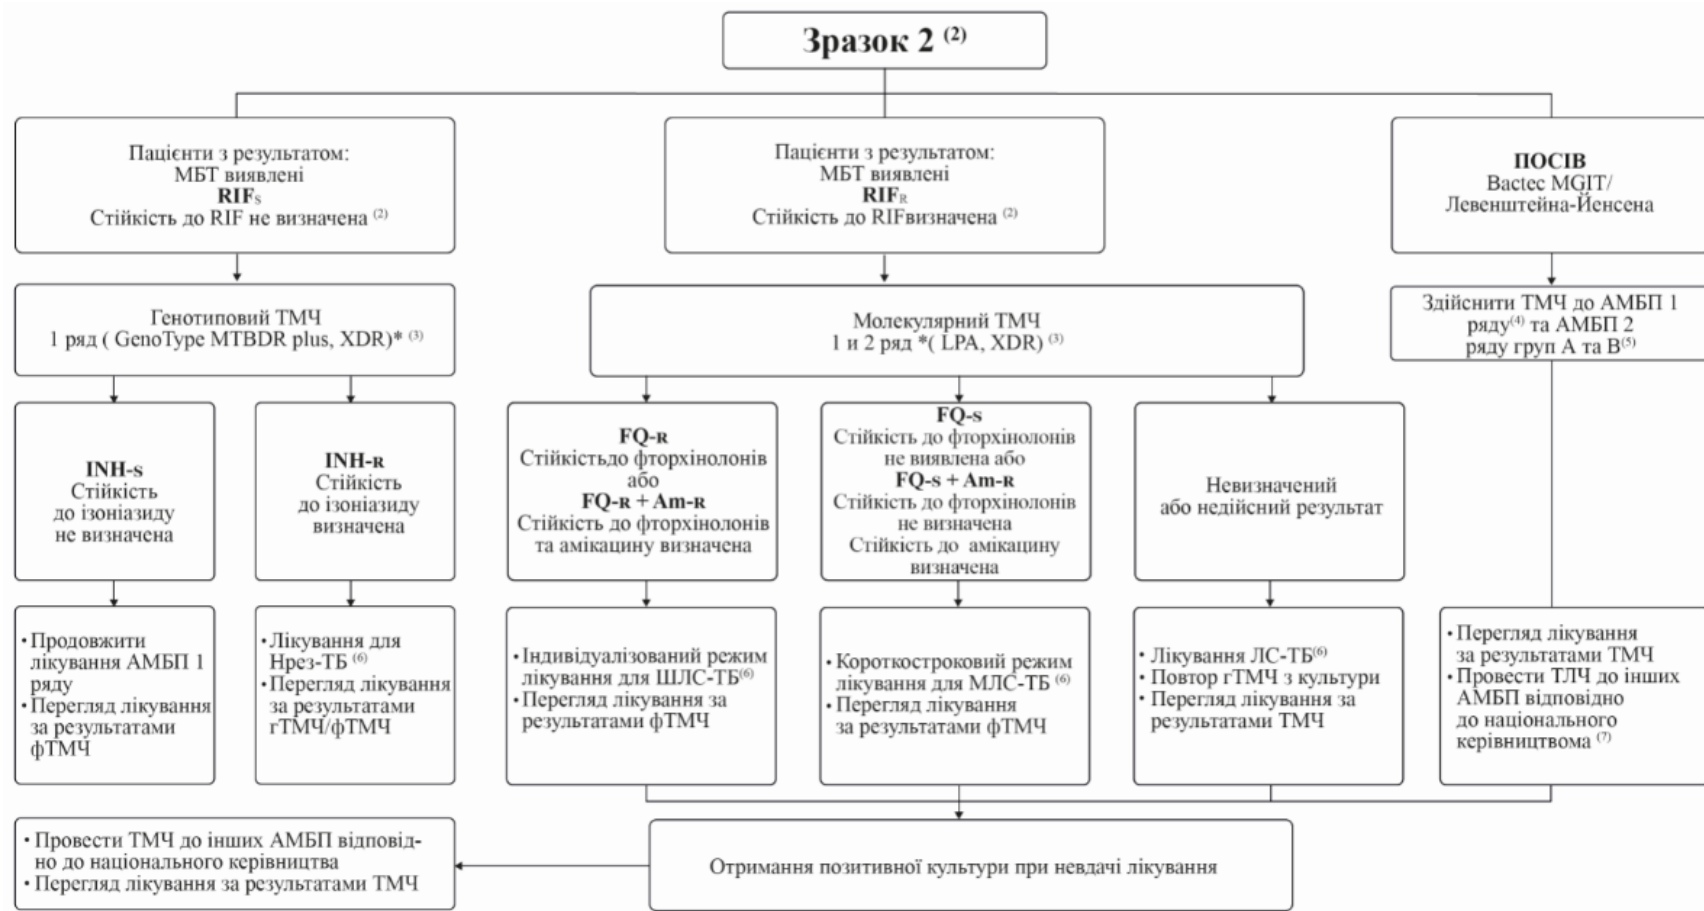 Зразок 2 (2)
Пацієнти з результатом:
МБТ виявлені
RIFS
Стійкість до RIF не визначена (2)
Пацієнти з результатом:
МБТ виявлені
RIFR
Стійкість до RIFвизначена (2)
ПОСІВ
Bactec MGIT/
Левенштейна-Йенсена
Генотиповий ТМЧ
1 ряд ( GenoType MTBDR plus, XDR)* (3)
Молекулярний ТМЧ
1 и 2 ряд *( LPA, XDR) (3)
Здійснити ТМЧ до АМБП 1
ряду(4) та АМБП 2
ряду груп А та В(5)
INH-S
Стійкість
до ізоніазиду
не визначена
INH-R
Стійкість
до ізоніазиду
визначена
FQ-R
Стійкістьдо фторхінолонів
або
FQ-R + Am-R
Стійкість до фторхінолонів
та амікацину визначена
FQ-S
Стійкість до фторхінолонів
не виявлена або
FQ-S + Am-R
Стійкість до фторхінолонів
не визначена
Стійкість до амікацину
визначена
Невизначений
або недійсний результат
• Продовжити
лікування АМБП 1
ряду
• Перегляд лікування
за результатами
фТМЧ
• Лікування для
Hрез-ТБ (6)
• Перегляд лікування
за результатами
гТМЧ/фТМЧ
• Індивідуалізований режим
лікування для ШЛС-ТБ(6)
• Перегляд лікування за
результатами фТМЧ
• Короткостроковий режим
лікування для МЛС-ТБ (6)
• Перегляд лікування
за результатами фТМЧ
• Лікування ЛС-ТБ(6)
• Повтор гТМЧ з культури
• Перегляд лікування за
результатами ТМЧ
• Перегляд лікування
за результатами ТМЧ
• Провести ТЛЧ до інших
АМБП відповідно
до національного
керівництвома (7)
• Провести ТМЧ до інших АМБП відповід-
но до національного керівництва
• Перегляд лікування за результатами ТМЧ
Отримання позитивної культури при невдачі лікування